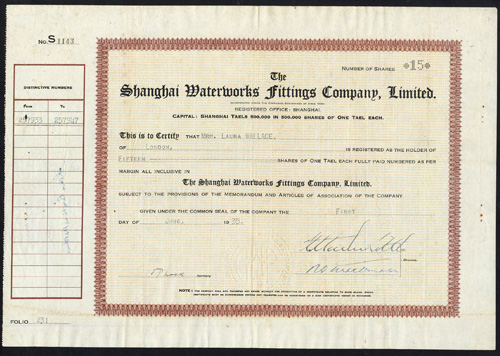 No. S 1143
NUMBER OF SHARES *15*
DISTINCTIVE NUMBERS
From To
The
Shanghai Waterworks Fittings Company, Limited.
REGISTERED OFFICE: SHANGHAI.
CAPITAL: SHANGHAI TAELS 500,000 IN 500,000 SHARES OF ONE TAEL EACH.
This is to Certify THAT MRS. LAURA WALLACE.
OF LONDON. IS REGISTERED AS THE HOLDER
OF FIFTEEN SHARES OF ONE TAEL EACH FULLY PAID NUMBERED AS PER
MARGIN ALL INCLUSIVE IN
The Shanghai Waterworks Fittings Company, Limited.
SUBJECT TO THE PROVISIONS OF THE MEMORANDUM AND ARTICLES OF ASSOCIATION OF THE COMPANY
GIVEN UNDER THE COMMON SEAL OF THE COMPANY THE First
DAY OF June, 19
FOLIO 431